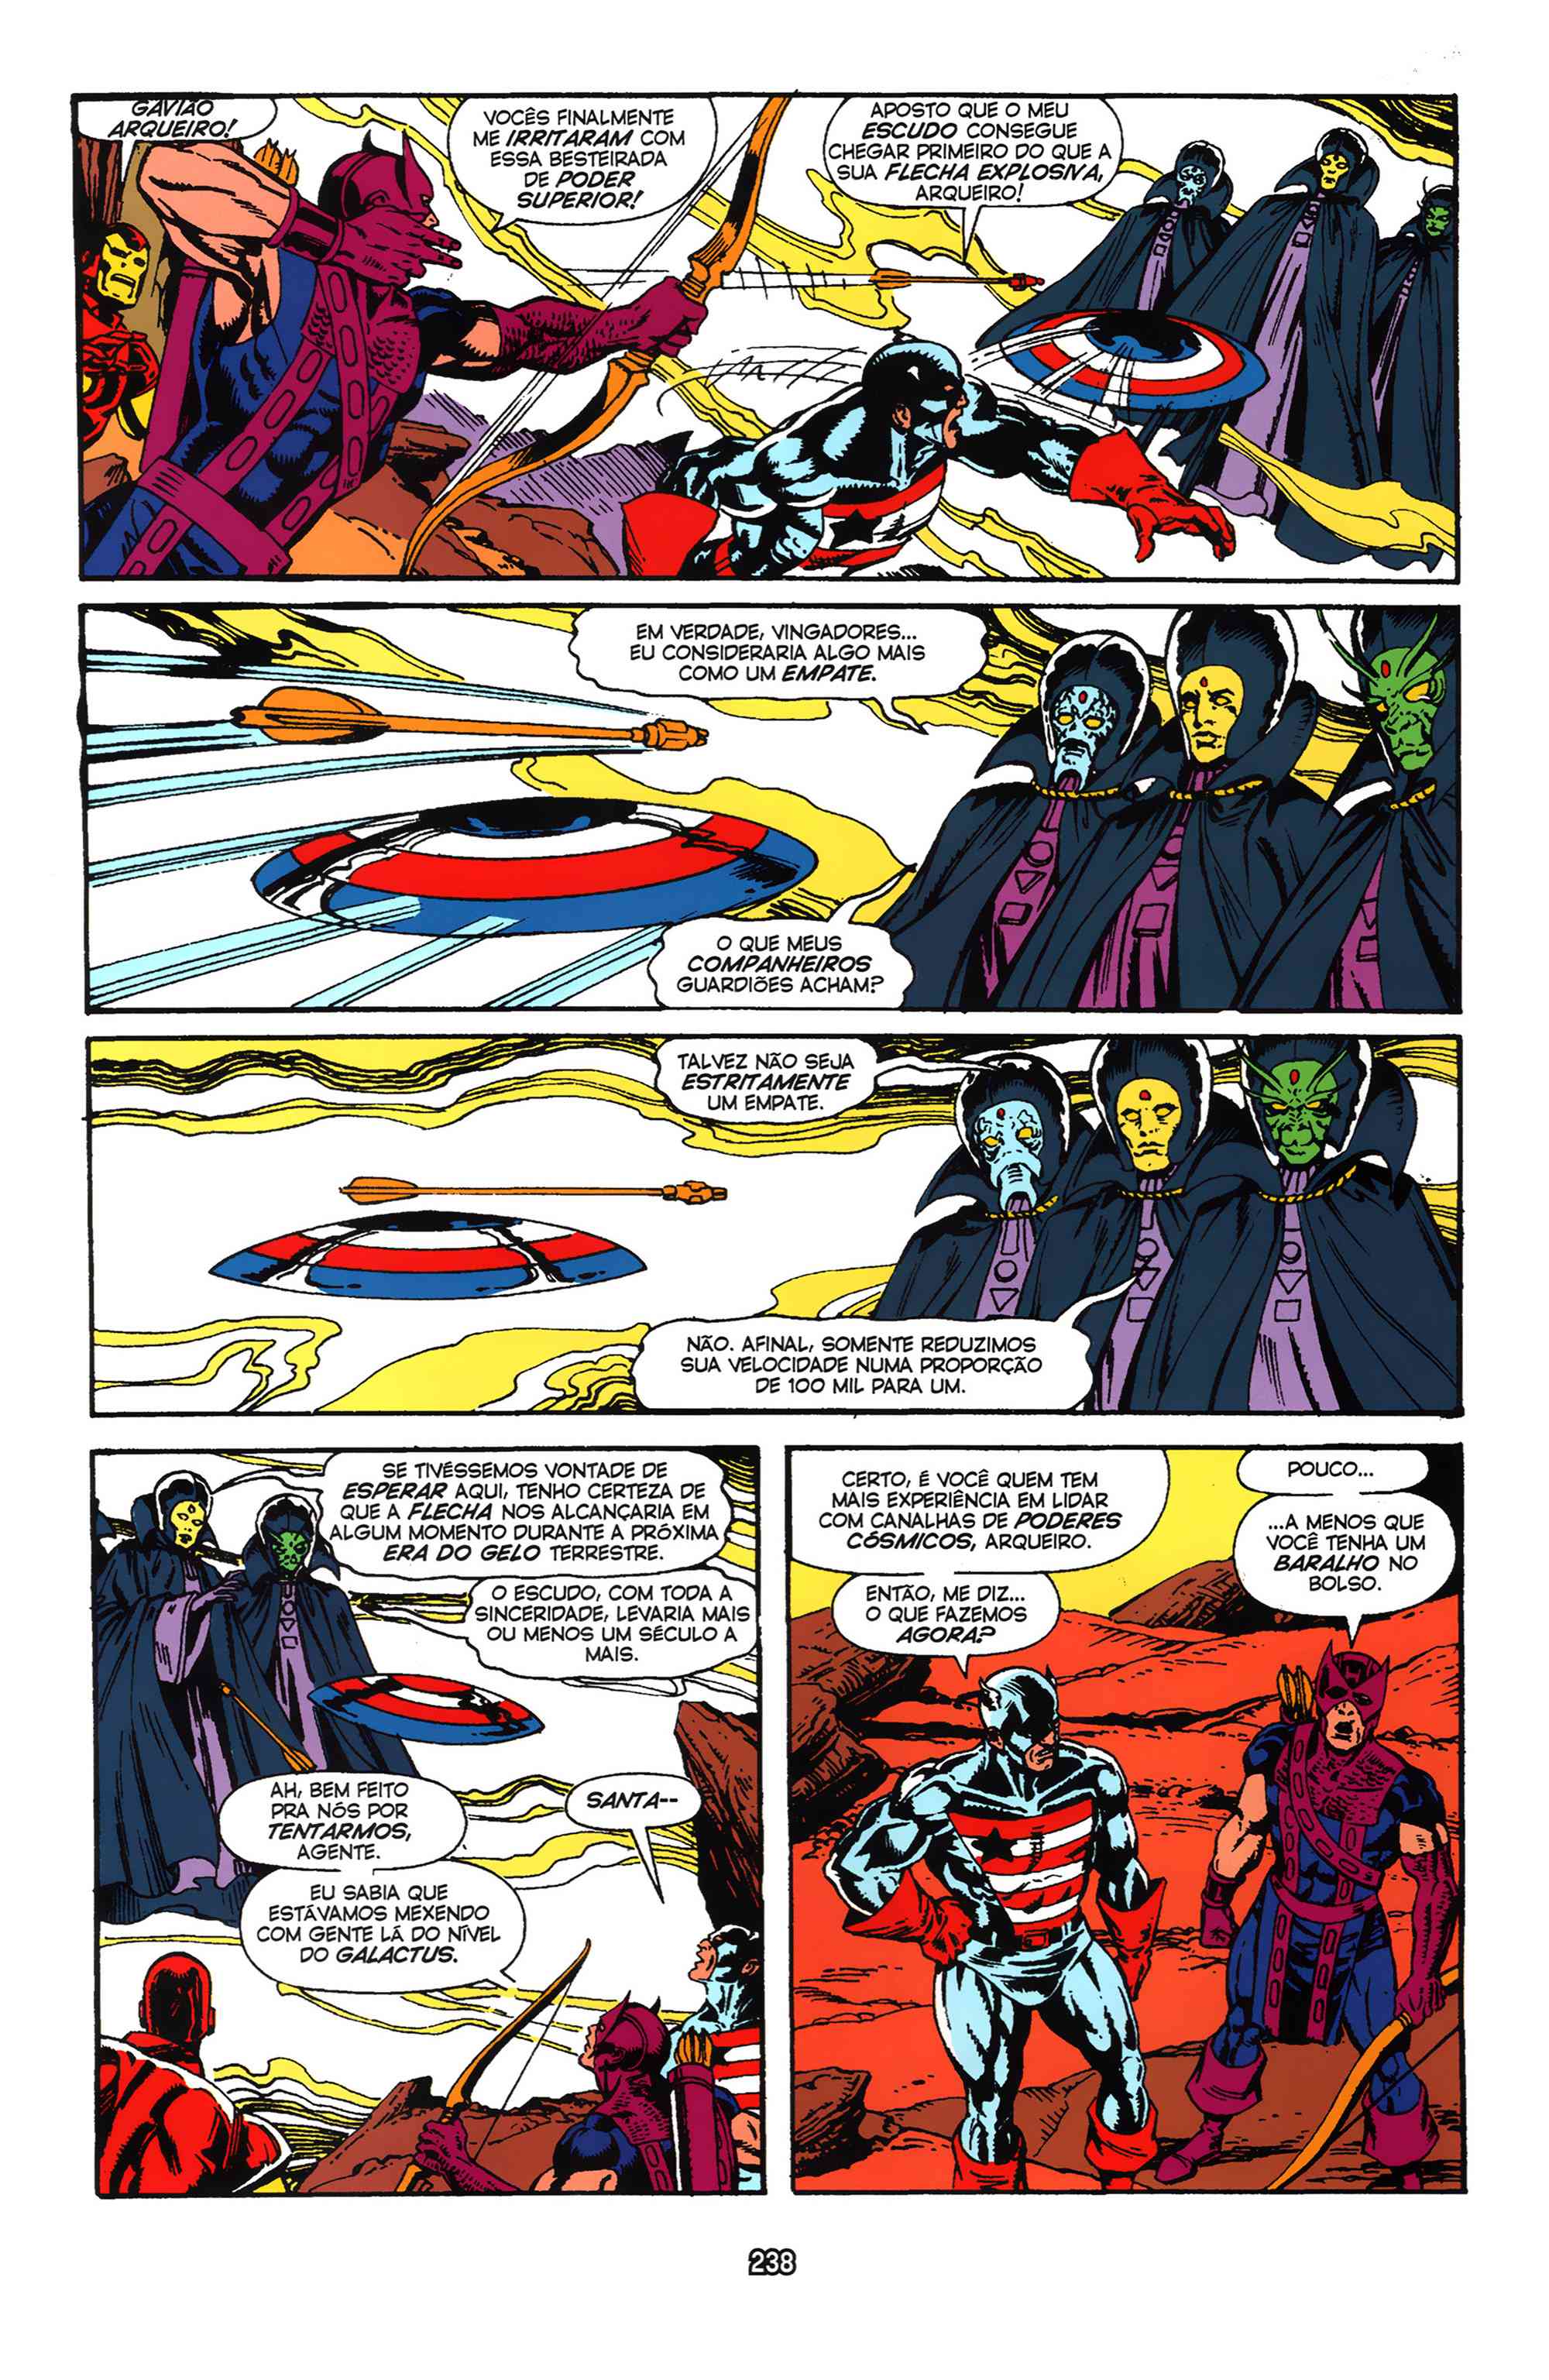 GAVIÃO
ARQUEIRO!
VOCÊS FINALMENTE
ME IRRITARAM COM
ESSA BESTEIRADA
DE PODER
SUPERIOR!
APOSTO QUE O MEU
ESCUDO CONSEGUE
CHEGAR PRIMEIRO DO QUE A
SUA FLECHA EXPLOSIVA,
ARQUEIRO!
EM VERDADE, VINGADORES...
EU CONSIDERARIA ALGO MAIS
COMO UM EMPATE.
O QUE MEUS
COMPANHEIROS
GUARDIÕES ACHAM?
TALVEZ NÃO SEJA
ESTRITAMENTE
UM EMPATE.
NÃO. AFINAL, SOMENTE REDUZIMOS
SUA VELOCIDADE NUMA PROPORÇÃO
DE 100 MIL PARA UM.
SE TIVÉSSEMOS VONTADE DE
ESPERAR AQUI, TENHO CERTEZA DE
QUE A FLECHA NOS ALCANÇARIA EM
ALGUM MOMENTO DURANTE A PRÓXIMA
ERA DO GELO TERRESTRE.
O ESCUDO, COM TODA A
SINCERIDADE, LEVARIA MAIS
OU MENOS UM SÉCULO A
MAIS.
AH, BEM FEITO
PRA NÓS POR
TENTARMOS,
AGENTE.
SANTA--
EU SABIA QUE
ESTÁVAMOS MEXENDO
COM GENTE LÁ DO NÍVEL
DO GALACTUS.
CERTO, É VOCÊ QUEM TEM
MAIS EXPERIÊNCIA EM LIDAR
COM CANALHAS DE PODERES
CÓSMICOS, ARQUEIRO.
ENTÃO, ME DIZ...
O QUE FAZEMOS
AGORA?
POUCO...
...A MENOS QUE
VOCÊ TENHA UM
BARALHO NO
BOLSO.
238